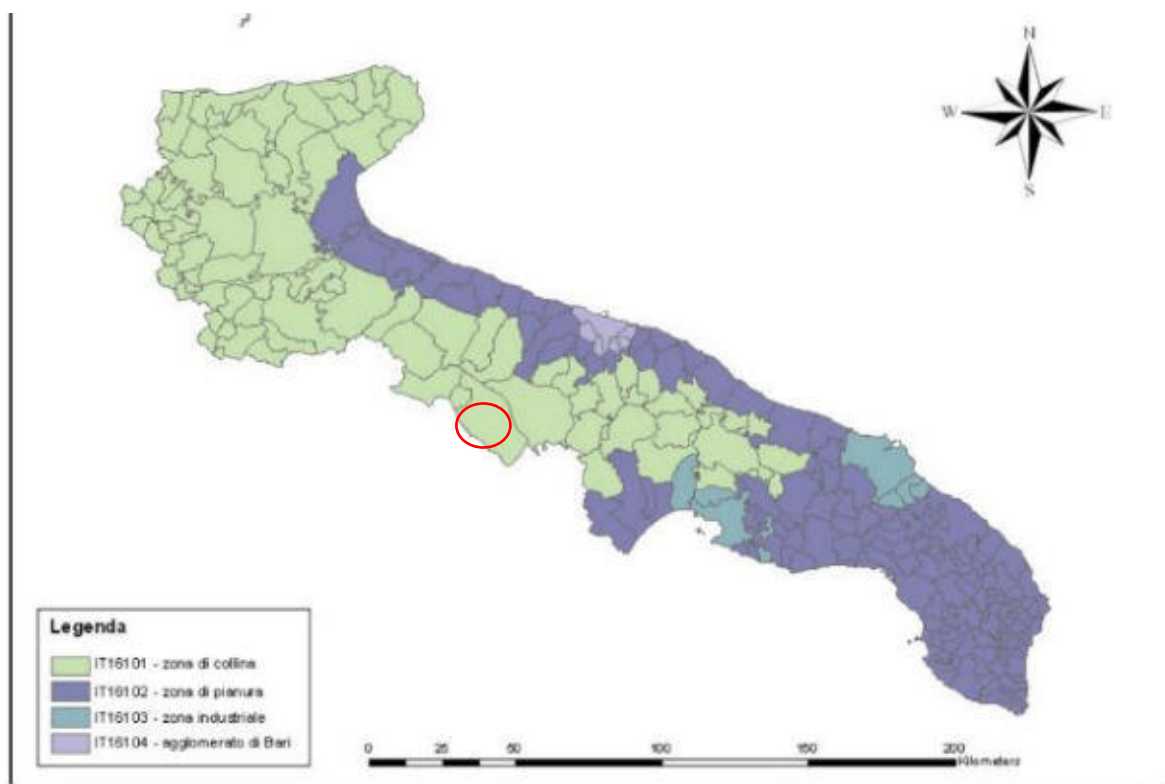 N
W
E
S
Legenda
IT16101 - zona di collina
IT16102 - zona di pianura
IT16103 - zona industriale
IT16104 - agglomerato di Bari
0 25 50 100 150 200
Kilometers